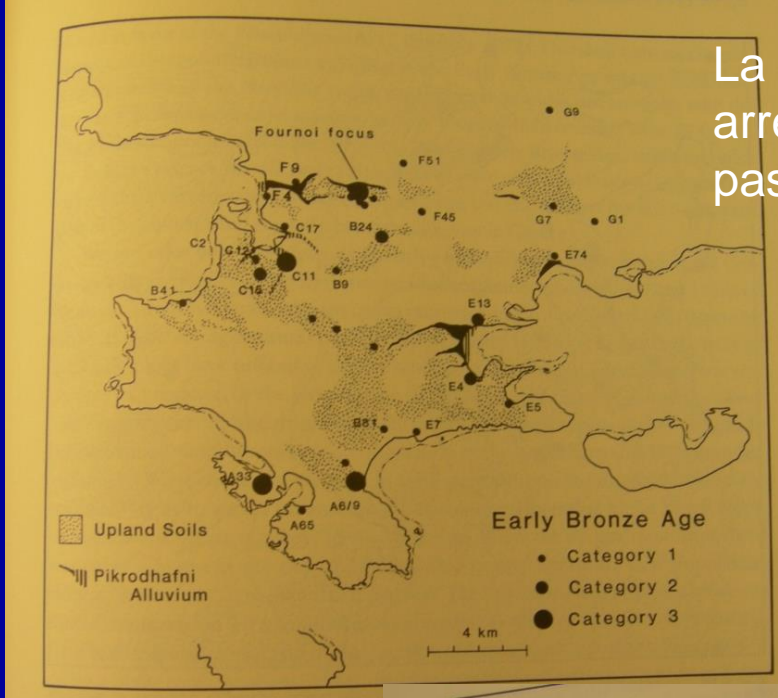 La
arre
pas
Fournoi focus
G9
F51
F9
F4
F45
G7
G1
C17
B24
C2
C12
E74
C11
B9
C15
B41
E13
E4
E5
B81
E7
A33
A6/9
A65
Upland Soils
Pikrodhafni
Alluvium
Early Bronze Age
Category 1
Category 2
Category 3
4 km